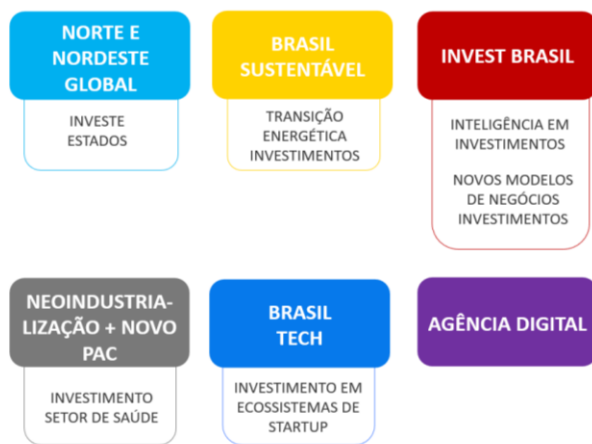 NORTE E
NORDESTE
GLOBAL
INVESTE
ESTADOS
BRASIL
SUSTENTÁVEL
TRANSIÇÃO
ENERGÉTICA
INVESTIMENTOS
INVEST BRASIL
INTELIGÊNCIA EM
INVESTIMENTOS
NOVOS MODELOS
DE NEGÓCIOS
INVESTIMENTOS
NEOINDUSTRIA-
LIZAÇÃO + NOVO
PAC
INVESTIMENTO
SETOR DE SAÚDE
BRASIL
TECH
INVESTIMENTO EM
ECOSSISTEMAS DE
STARTUP
AGÊNCIA DIGITAL